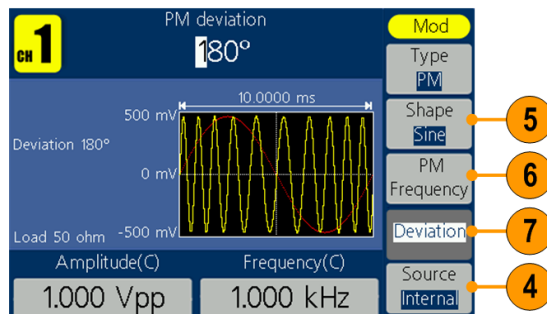 CH 1
PM deviation
180°
Mod
Type
PM
10.0000 ms
500 mV
Deviation 180°
0 mV
Load 50 ohm
-500 mV
Shape
Sine
5
PM
Frequency
6
Deviation
7
Source
Internal
4
Amplitude(C)
1.000 Vpp
Frequency(C)
1.000 kHz